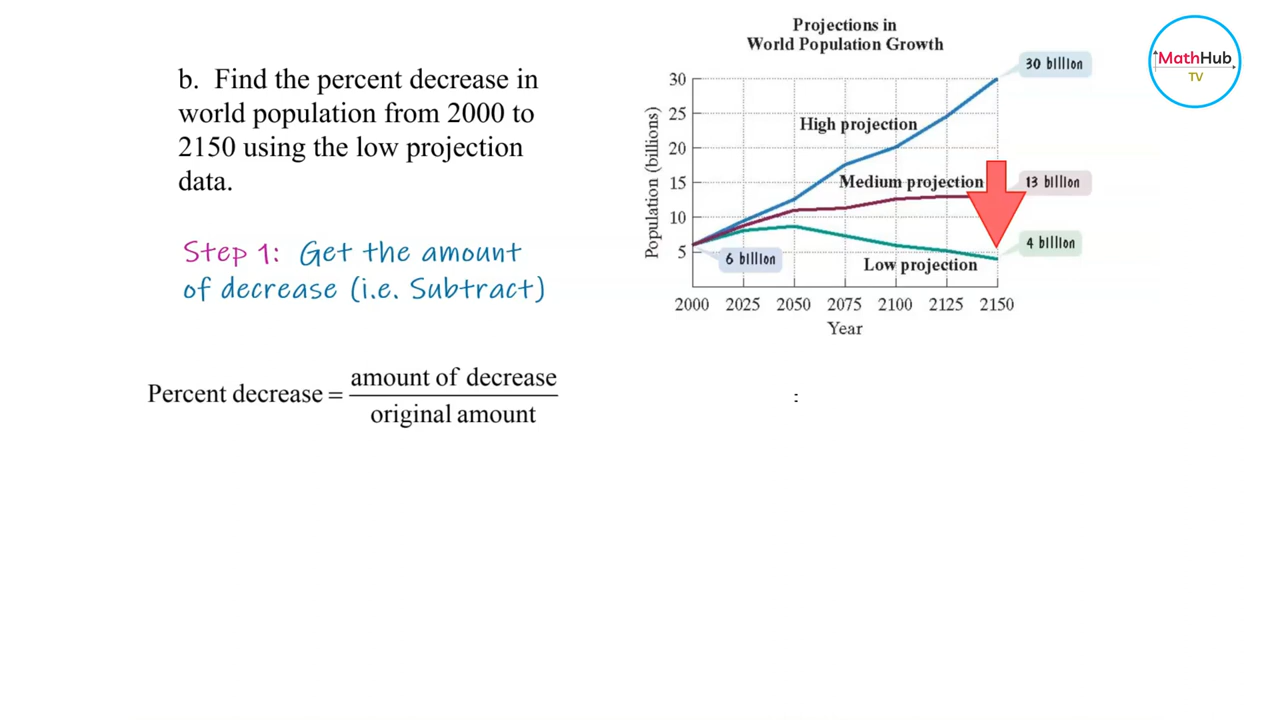 b. Find the percent decrease in
world population from 2000 to
2150 using the low projection
data.
Step 1: Get the amount
of decrease (i.e. Subtract)
Percent decrease = amount of decrease
original amount
Projections in
World Population Growth
30 billion
30
25
20
15
10
5
Population (billions)
High projection
Medium projection
13 billion
4 billion
6 billion
Low projection
2000 2025 2050 2075 2100 2125 2150
Year
:
MathHub
TV